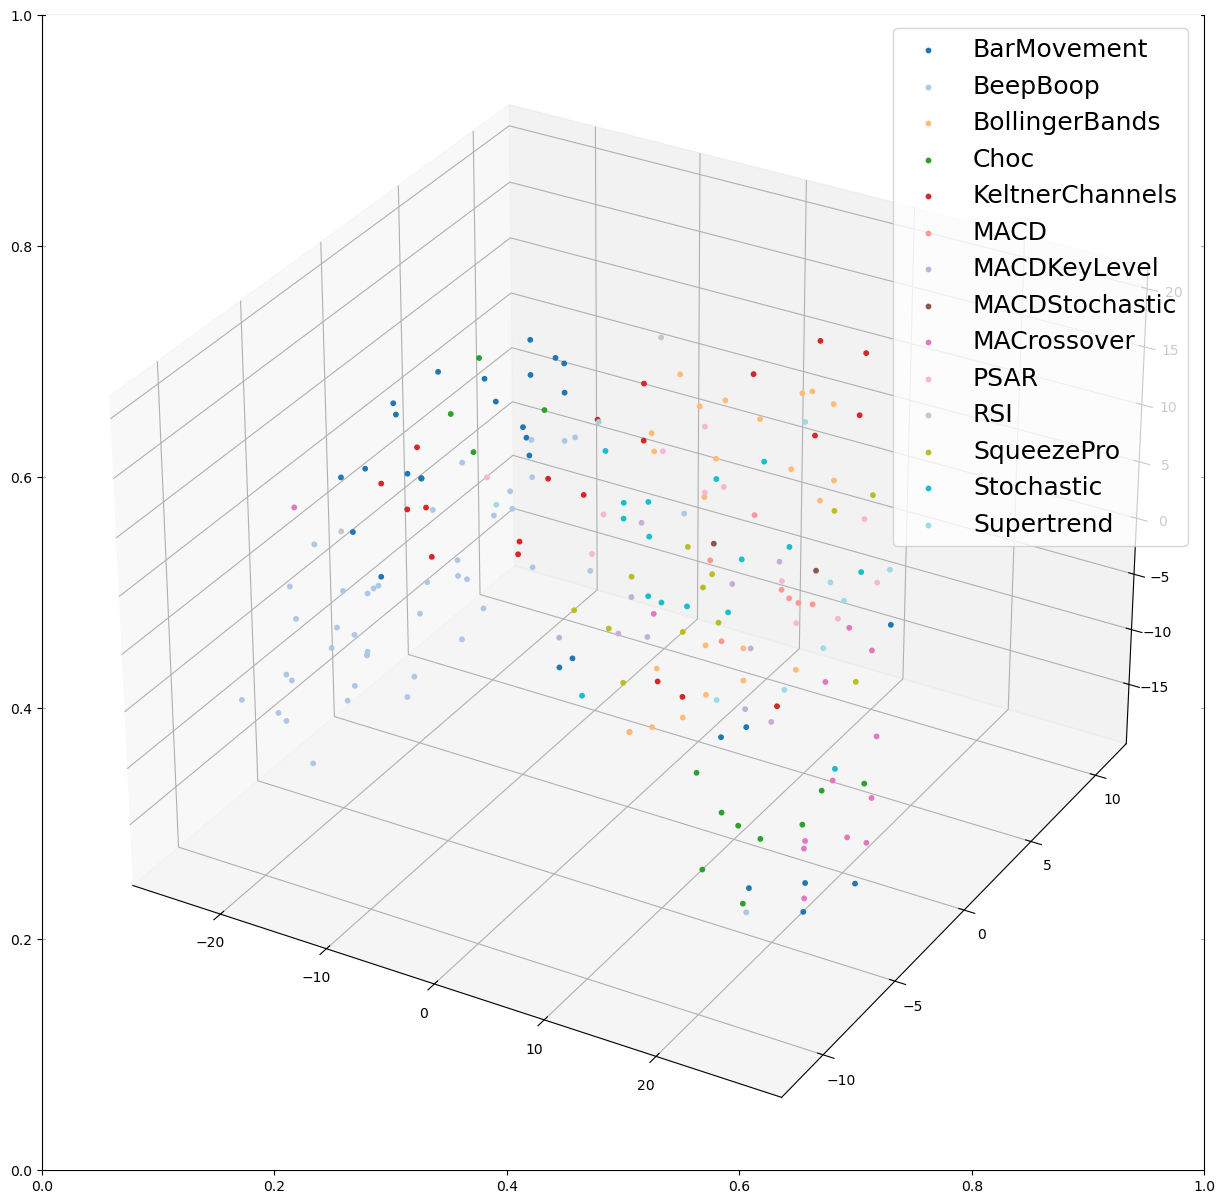 1.0
0.8
0.6
0.4
0.2
0.0
0.0
0.2
0.4
0.6
0.8
1.0
BarMovement
BeepBoop
BollingerBands
Choc
KeltnerChannels
MACD
MACDKeyLevel
MACDStochastic
MACrossover
PSAR
RSI
SqueezePro
Stochastic
Supertrend
20
15
10
5
0
−5
−10
−15
10
5
0
−5
−10
−20
−10
0
10
20